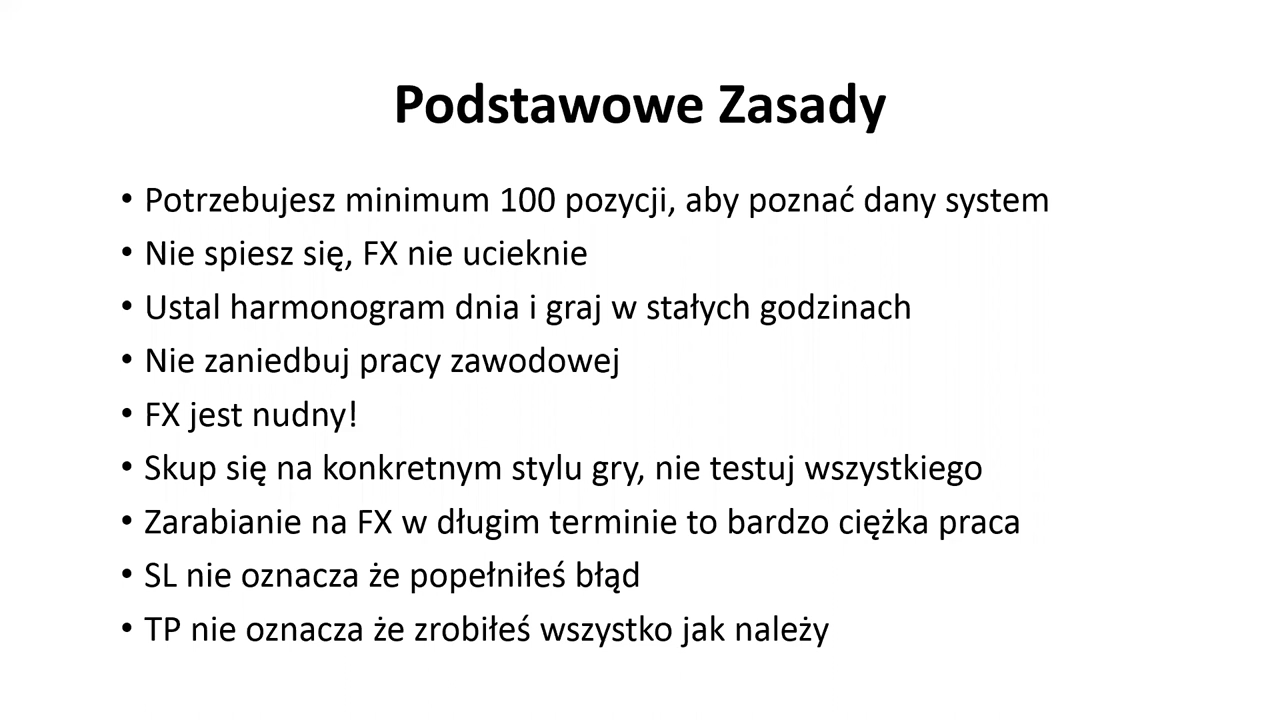 Podstawowe Zasady
• Potrzebujesz minimum 100 pozycji, aby poznać dany system
• Nie spiesz się, FX nie ucieknie
• Ustal harmonogram dnia i graj w stałych godzinach
• Nie zaniedbuj pracy zawodowej
• FX jest nudny!
• Skup się na konkretnym stylu gry, nie testuj wszystkiego
• Zarabianie na FX w długim terminie to bardzo ciężka praca
• SL nie oznacza że popełniłeś błąd
• TP nie oznacza że zrobiłeś wszystko jak należy